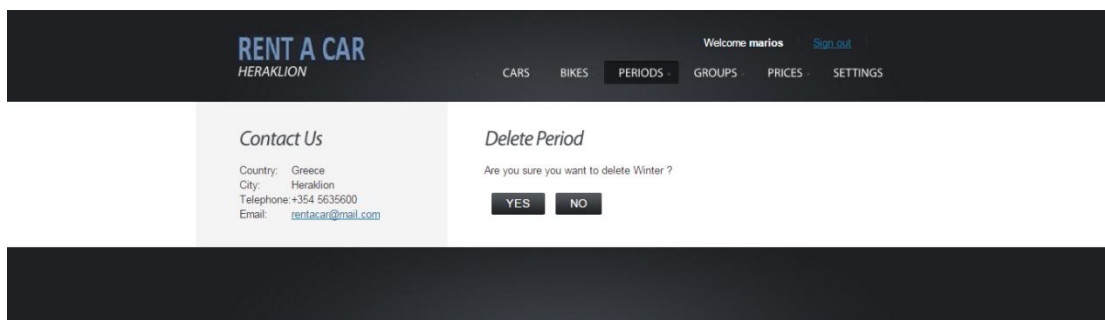 RENT A CAR
HERAKLION
Welcome marios Sign out
CARS BIKES PERIODS GROUPS PRICES SETTINGS
Contact Us
Country: Greece
City: Heraklion
Telephone:+354 5635600
Email: rentacar@mail.com
Delete Period
Are you sure you want to delete Winter ?
YES NO